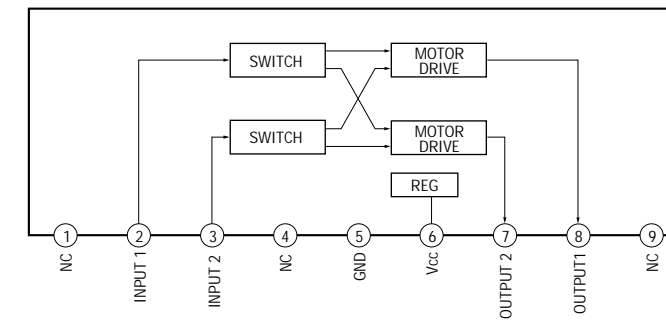 SWITCH
MOTOR
DRIVE
SWITCH
MOTOR
DRIVE
REG
1
2
3
4
5
6
7
8
9
NC
INPUT 1
INPUT 2
NC
GND
Vcc
OUTPUT 2
OUTPUT1
NC